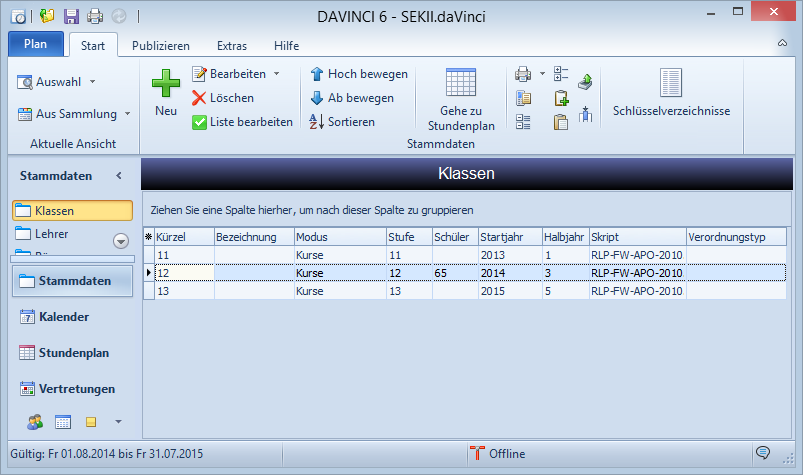 DAVINCI 6 - SEKII.daVinci
Plan Start Publizieren Extras Hilfe
Auswahl
Aus Sammlung
Aktuelle Ansicht
Neu
Bearbeiten
Löschen
Liste bearbeiten
Hoch bewegen
Ab bewegen
Sortieren
Gehe zu
Stundenplan
Stammdaten
Schlüsselverzeichnisse
Stammdaten
Klassen
Lehrer
Stammdaten
Kalender
Stundenplan
Vertretungen
Klassen
Ziehen Sie eine Spalte hierher, um nach dieser Spalte zu gruppieren
Kürzel Bezeichnung Modus Stufe Schüler Startjahr Halbjahr Skript Verordnungstyp
11 Kurse 11 2013 1 RLP-FW-APO-2010
12 Kurse 12 65 2014 3 RLP-FW-APO-2010
13 Kurse 13 2015 5 RLP-FW-APO-2010
Gültig: Fr 01.08.2014 bis Fr 31.07.2015 Offline